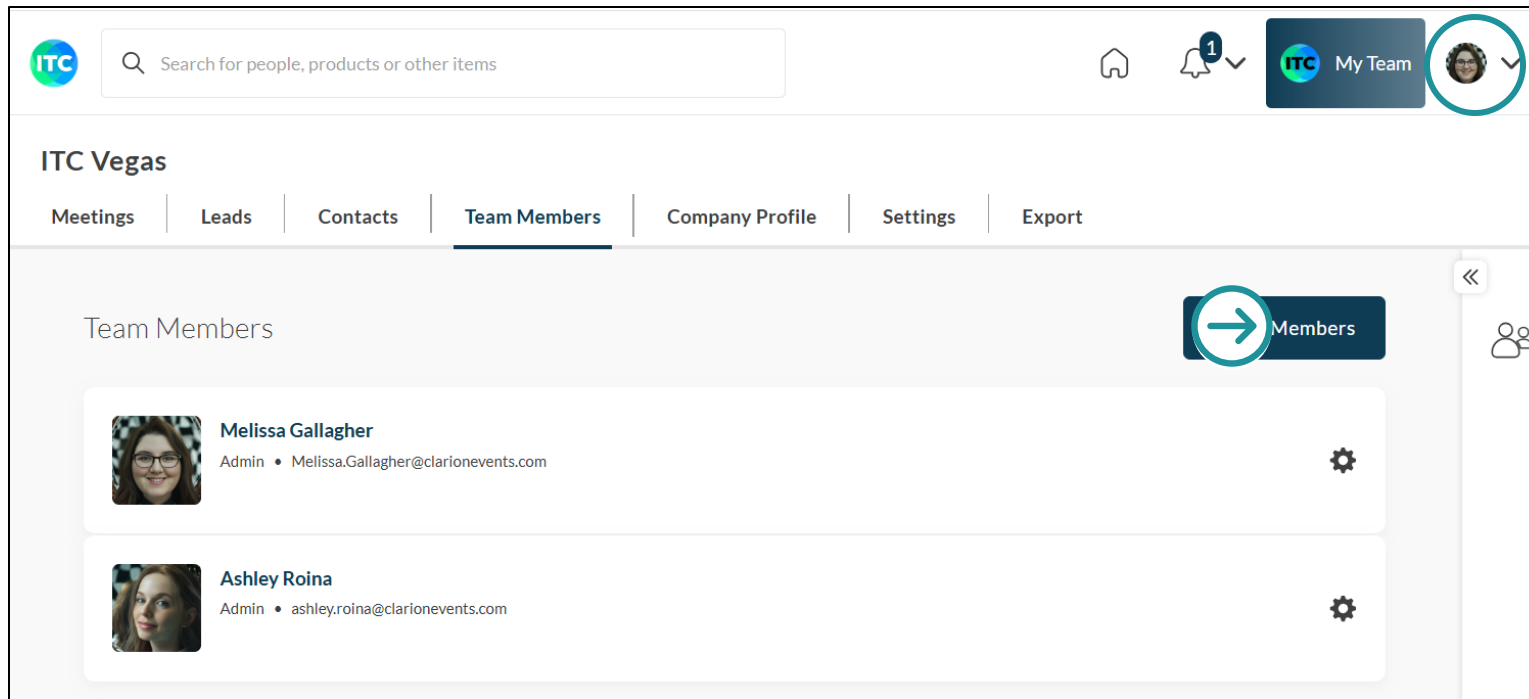 ITC
Search for people, products or other items
1
ITC
My Team
ITC Vegas
Meetings
Leads
Contacts
Team Members
Company Profile
Settings
Export
Team Members
Members
Melissa Gallagher
Admin • Melissa.Gallagher@clarionevents.com
Ashley Roina
Admin • ashley.roina@clarionevents.com